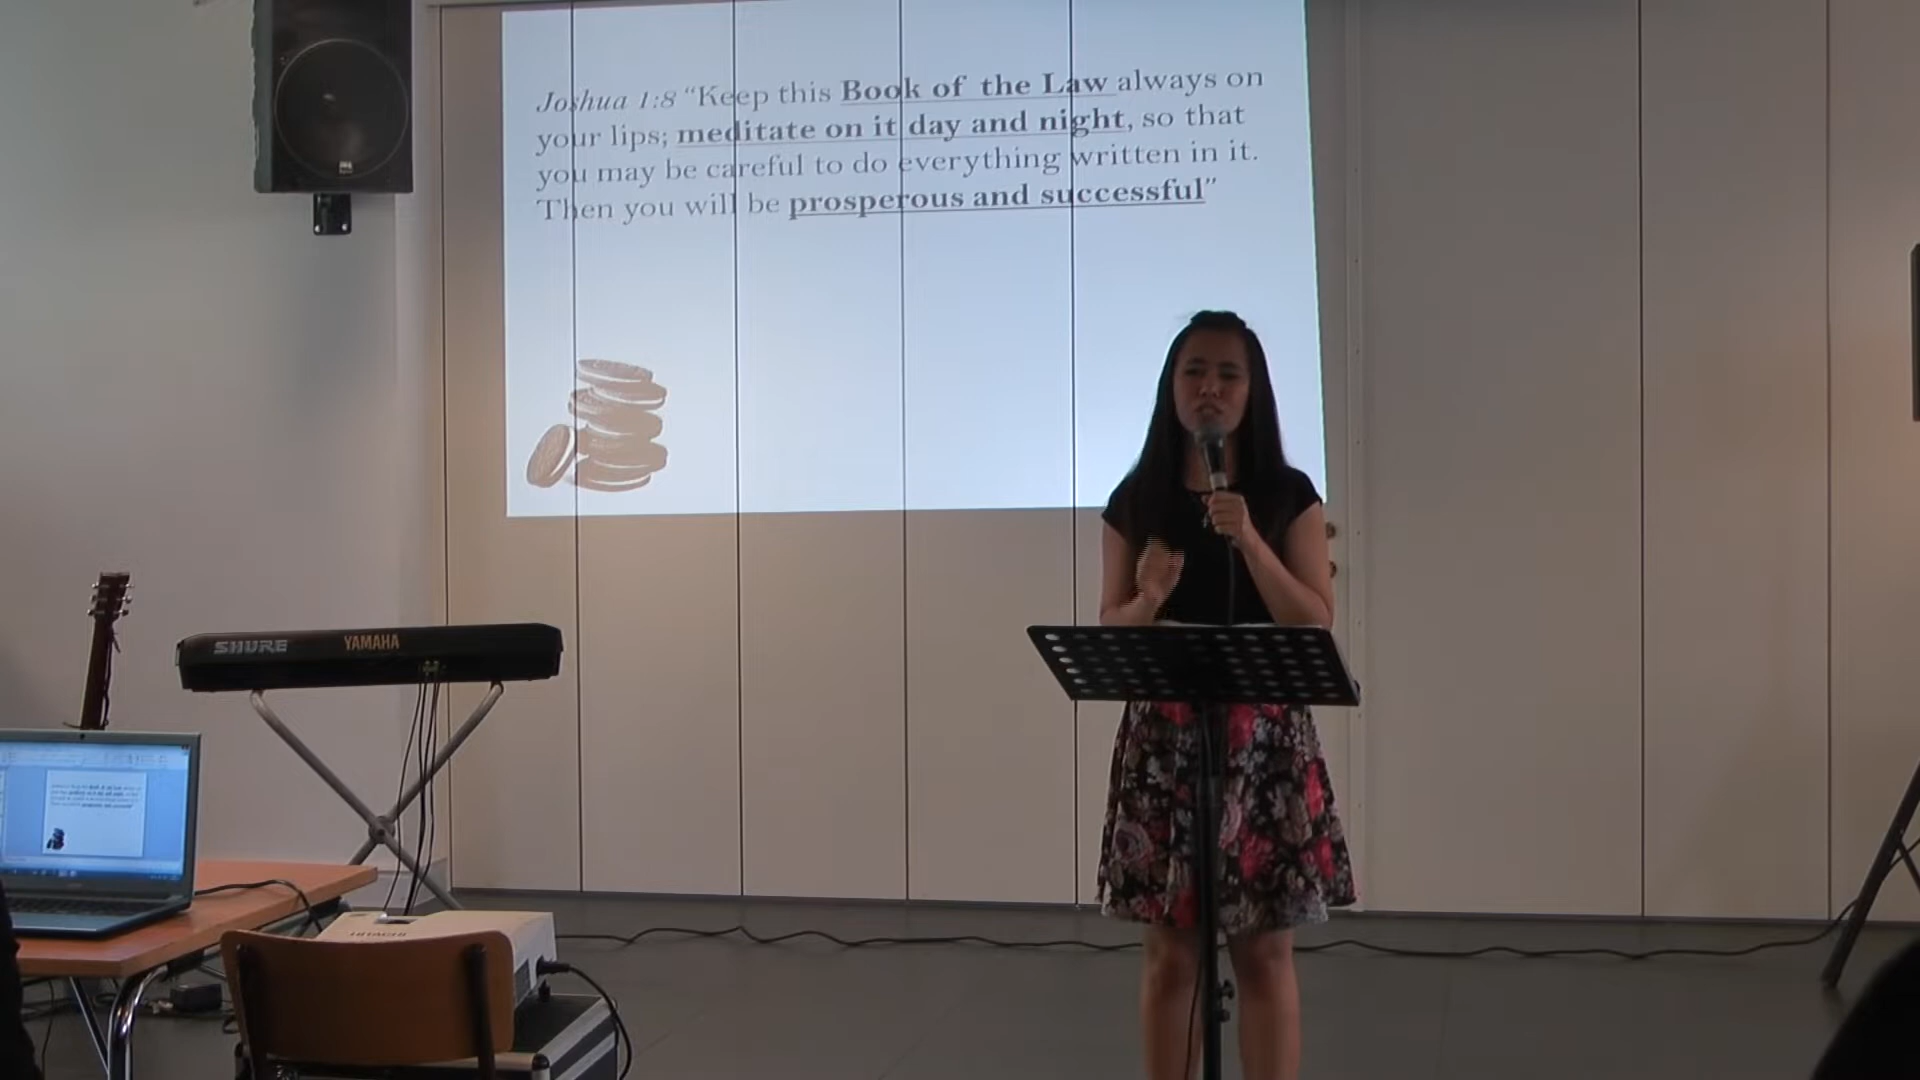 Joshua 1:8 “Keep this Book of the Law always on
your lips; meditate on it day and night, so that
you may be careful to do everything written in it.
Then you will be prosperous and successful”
SHURE YAMAHA
HITACHI